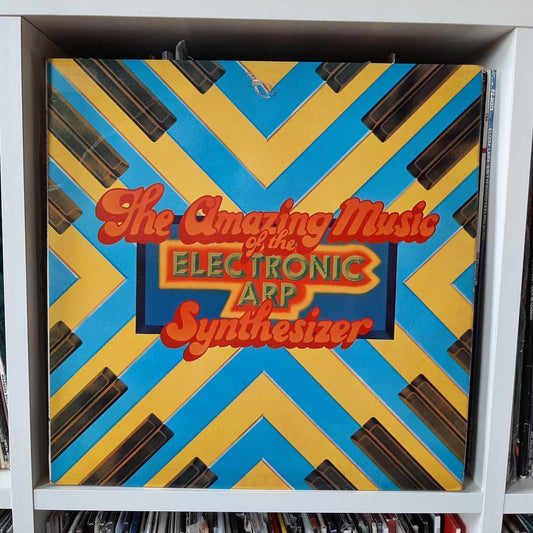 The Amazing Music
of the
ELECTRONIC
ARP
Synthesizer